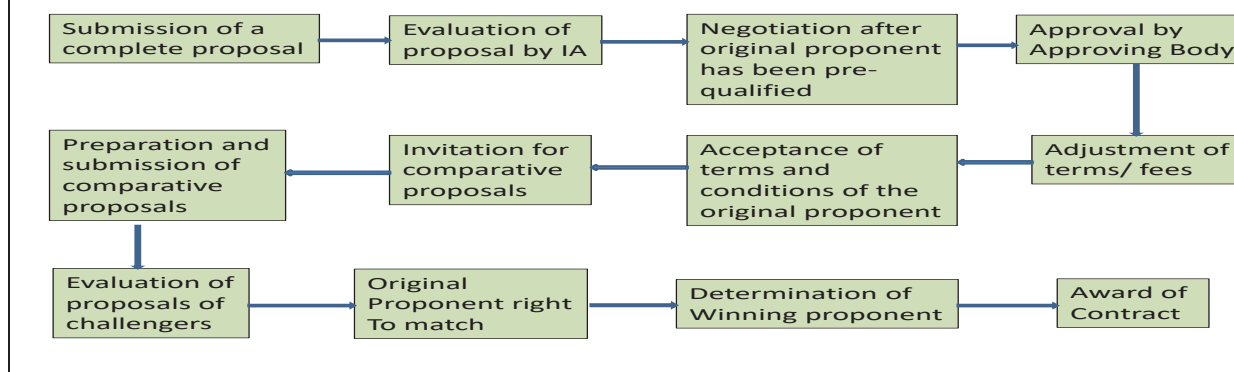 Submission of a
complete proposal
Evaluation of
proposal by IA
Negotiation after
original proponent
has been pre-
qualified
Approval by
Approving Body
Adjustment of
terms/ fees
Acceptance of
terms and
conditions of the
original proponent
Invitation for
comparative
proposals
Preparation and
submission of
comparative
proposals
Evaluation of
proposals of
challengers
Original
Proponent right
To match
Determination of
Winning proponent
Award of
Contract